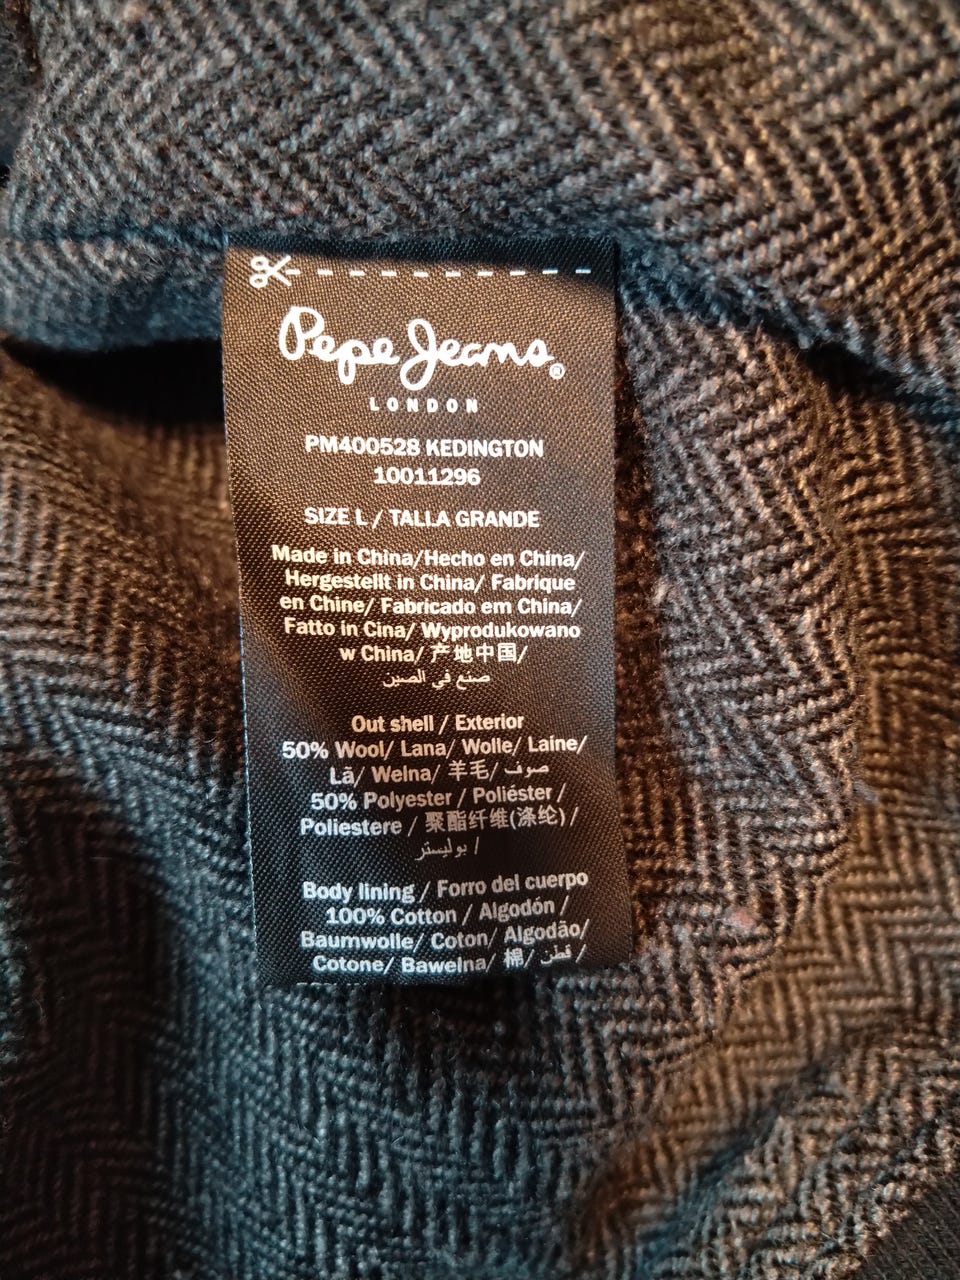 Pepe Jeans®
LONDON
PM400528 KEDINGTON
10011296
SIZE L / TALLA GRANDE
Made in China/Hecho en China/
Hergestellt in China/ Fabrique
en Chine/ Fabricado em China/
Fatto in Cina/ Wyprodukowano
w China/ 产地中国/
صنع في الصين
Out shell / Exterior
50% Wool/ Lana/ Wolle/ Laine/
Lã/ Welna/ 羊毛/ صوف
50% Polyester / Poliéster /
Poliestere / 聚酯纤维(涤纶) /
بوليستر /
Body lining / Forro del cuerpo
100% Cotton / Algodón /
Baumwolle/ Coton/ Algodão/
Cotone/ Bawelna/ 棉/ قطن /